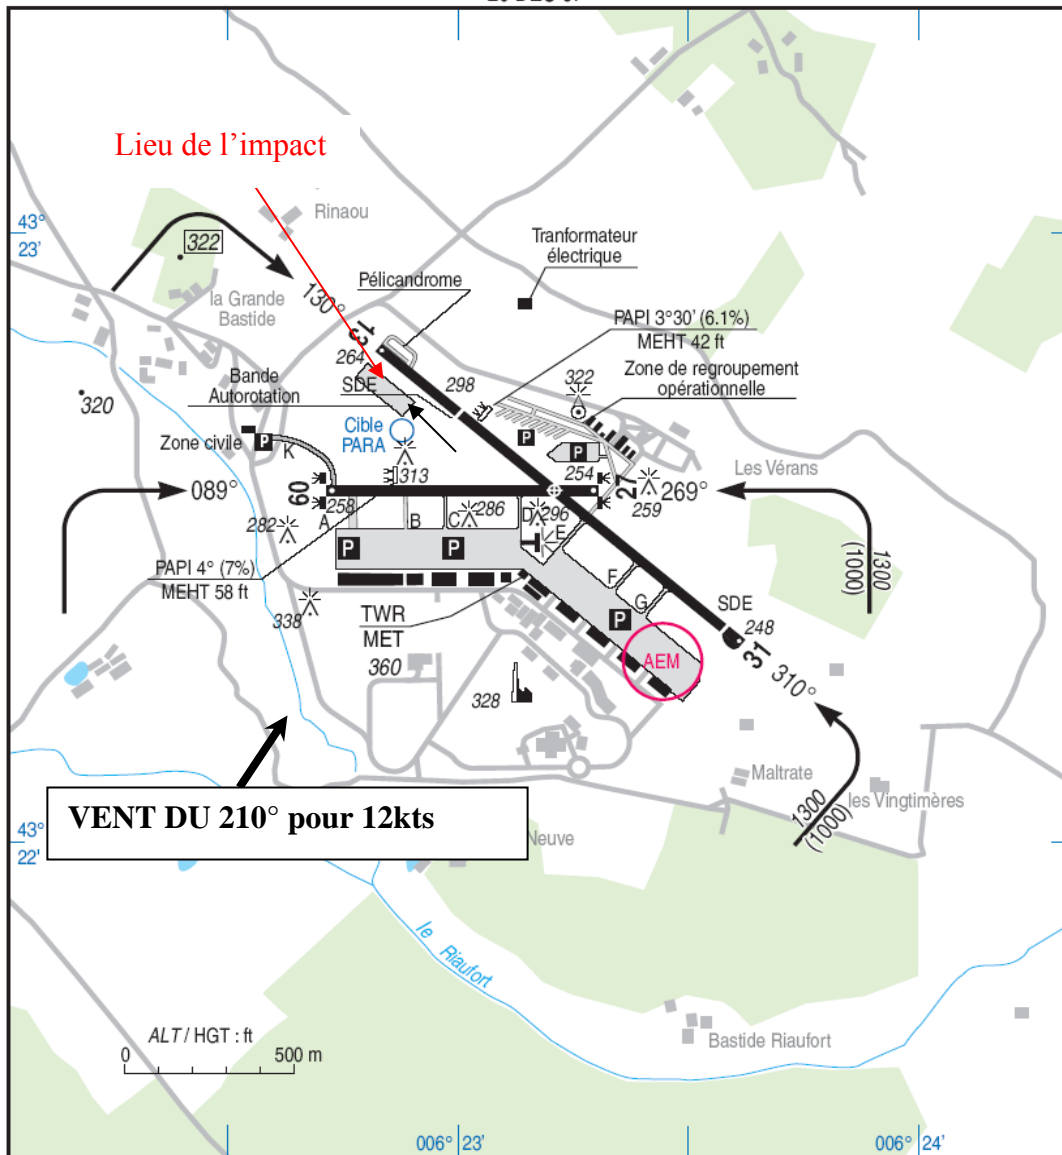 Lieu de l’impact
Rinaou
43°
23'
322
Tranformateur
électrique
Pélicandrome
la Grande
Bastide
130°
13
PAPI 3°30’ (6.1%)
MEHT 42 ft
264
298
322
Zone de regroupement
opérationnelle
Bande
Autorotation
SDE
320
Cible
PARA
Zone civile
P
K
P
P
313
254
27
Les Vérans
089°
09
258
269°
259
282
A
B
C
286
D
296
E
PAPI 4° (7%)
MEHT 58 ft
P
P
1300
(1000)
F
G
338
TWR
MET
SDE
248
P
360
AEM
31
310°
328
Maltrate
les Vingtimères
1300
(1000)
VENT DU 210° pour 12kts
43°
22'
Neuve
le Riaufort
Bastide Riaufort
ALT / HGT : ft
0
500 m
006° 23'
006° 24'